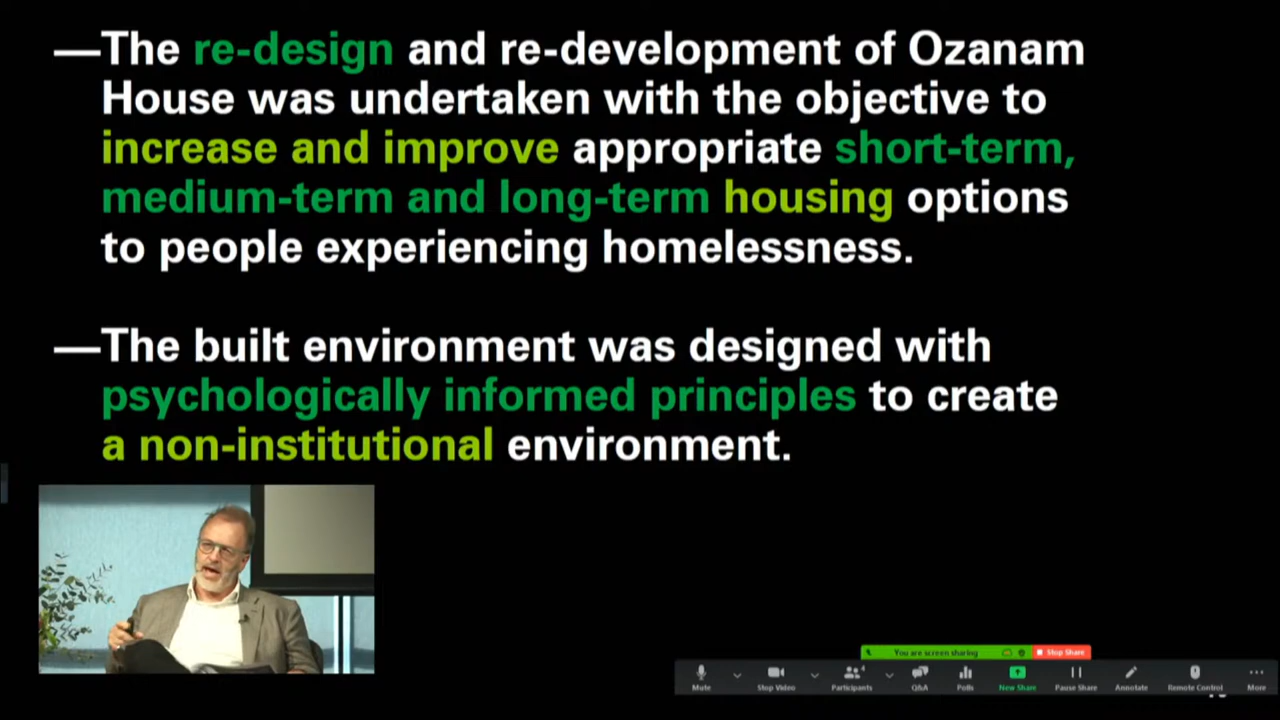 —The re-design and re-development of Ozanam
House was undertaken with the objective to
increase and improve appropriate short-term,
medium-term and long-term housing options
to people experiencing homelessness.
—The built environment was designed with
psychologically informed principles to create
a non-institutional environment.
You are screen sharing Stop Share
Mute Stop Video Participants 4 Q&A Polls New Share Pause Share Annotate Remote Control More